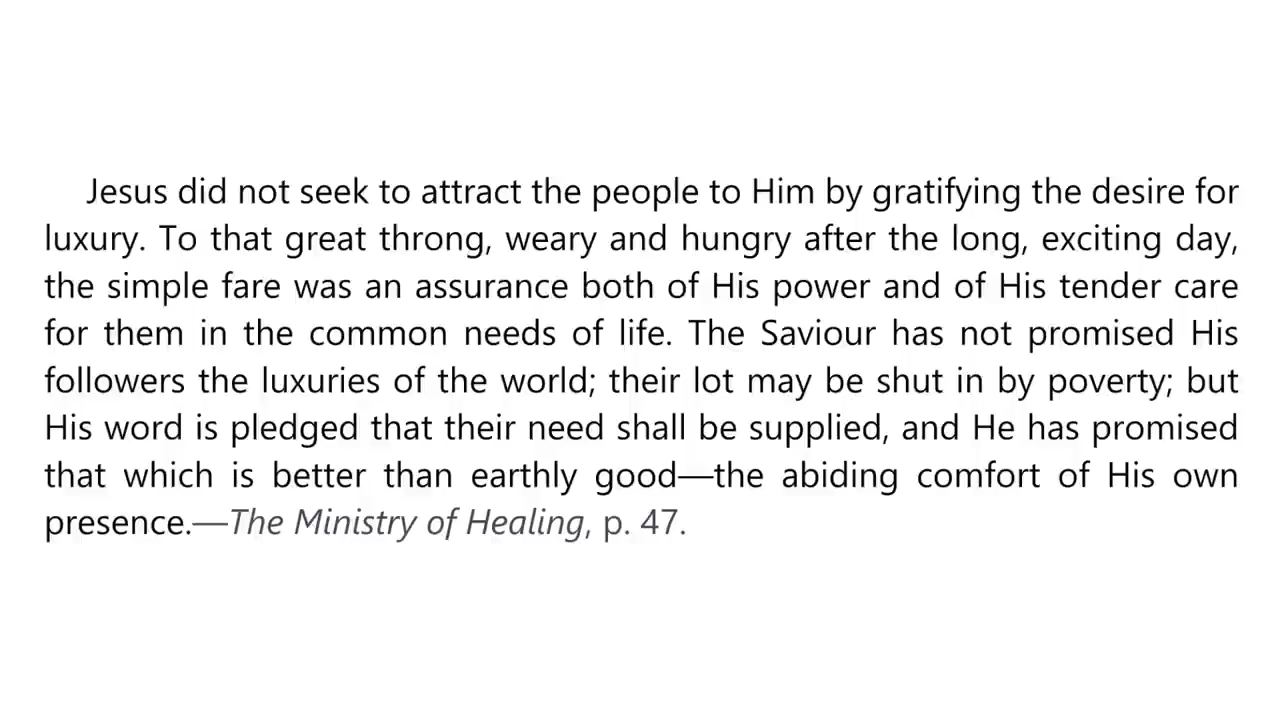 Jesus did not seek to attract the people to Him by gratifying the desire for
luxury. To that great throng, weary and hungry after the long, exciting day,
the simple fare was an assurance both of His power and of His tender care
for them in the common needs of life. The Saviour has not promised His
followers the luxuries of the world; their lot may be shut in by poverty; but
His word is pledged that their need shall be supplied, and He has promised
that which is better than earthly good—the abiding comfort of His own
presence.—The Ministry of Healing, p. 47.